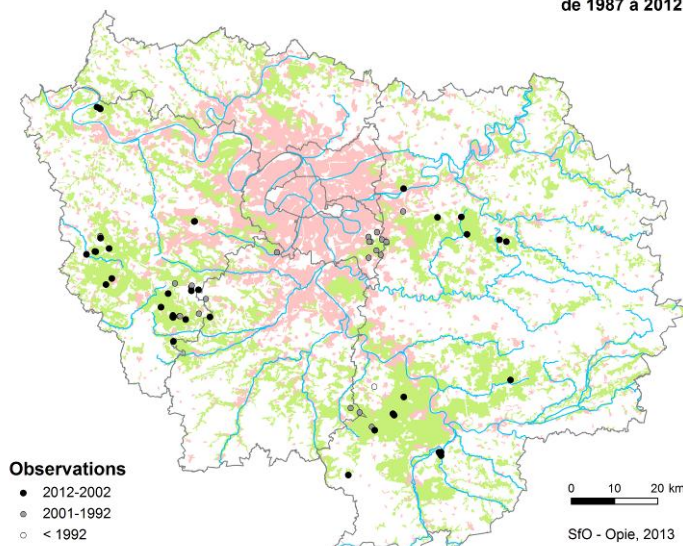 de 1987 à 2012
Observations
2012-2002
2001-1992
< 1992
0 10 20 km
SfO - Opie, 2013